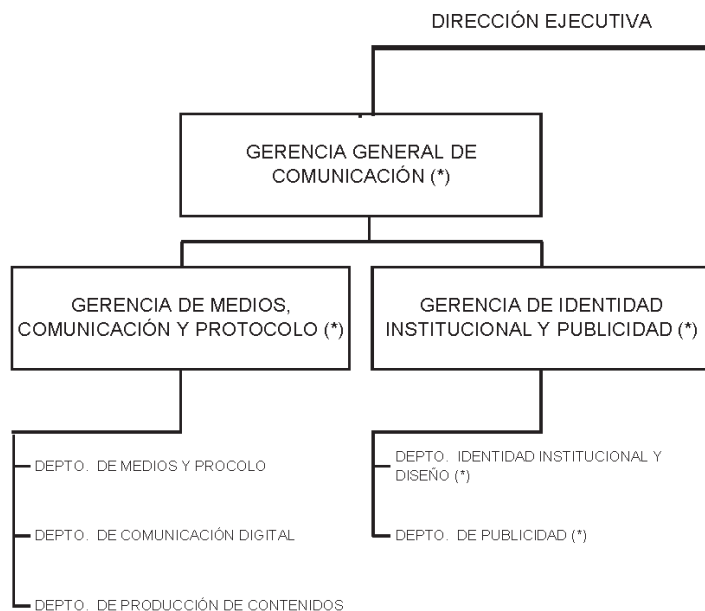 DIRECCIÓN EJECUTIVA
GERENCIA GENERAL DE
COMUNICACIÓN (*)
GERENCIA DE MEDIOS,
COMUNICACIÓN Y PROTOCOLO (*)
GERENCIA DE IDENTIDAD
INSTITUCIONAL Y PUBLICIDAD (*)
DEPTO. DE MEDIOS Y PROCOLO
DEPTO. DE COMUNICACIÓN DIGITAL
DEPTO. DE PRODUCCIÓN DE CONTENIDOS
DEPTO. IDENTIDAD INSTITUCIONAL Y
DISEÑO (*)
DEPTO. DE PUBLICIDAD (*)